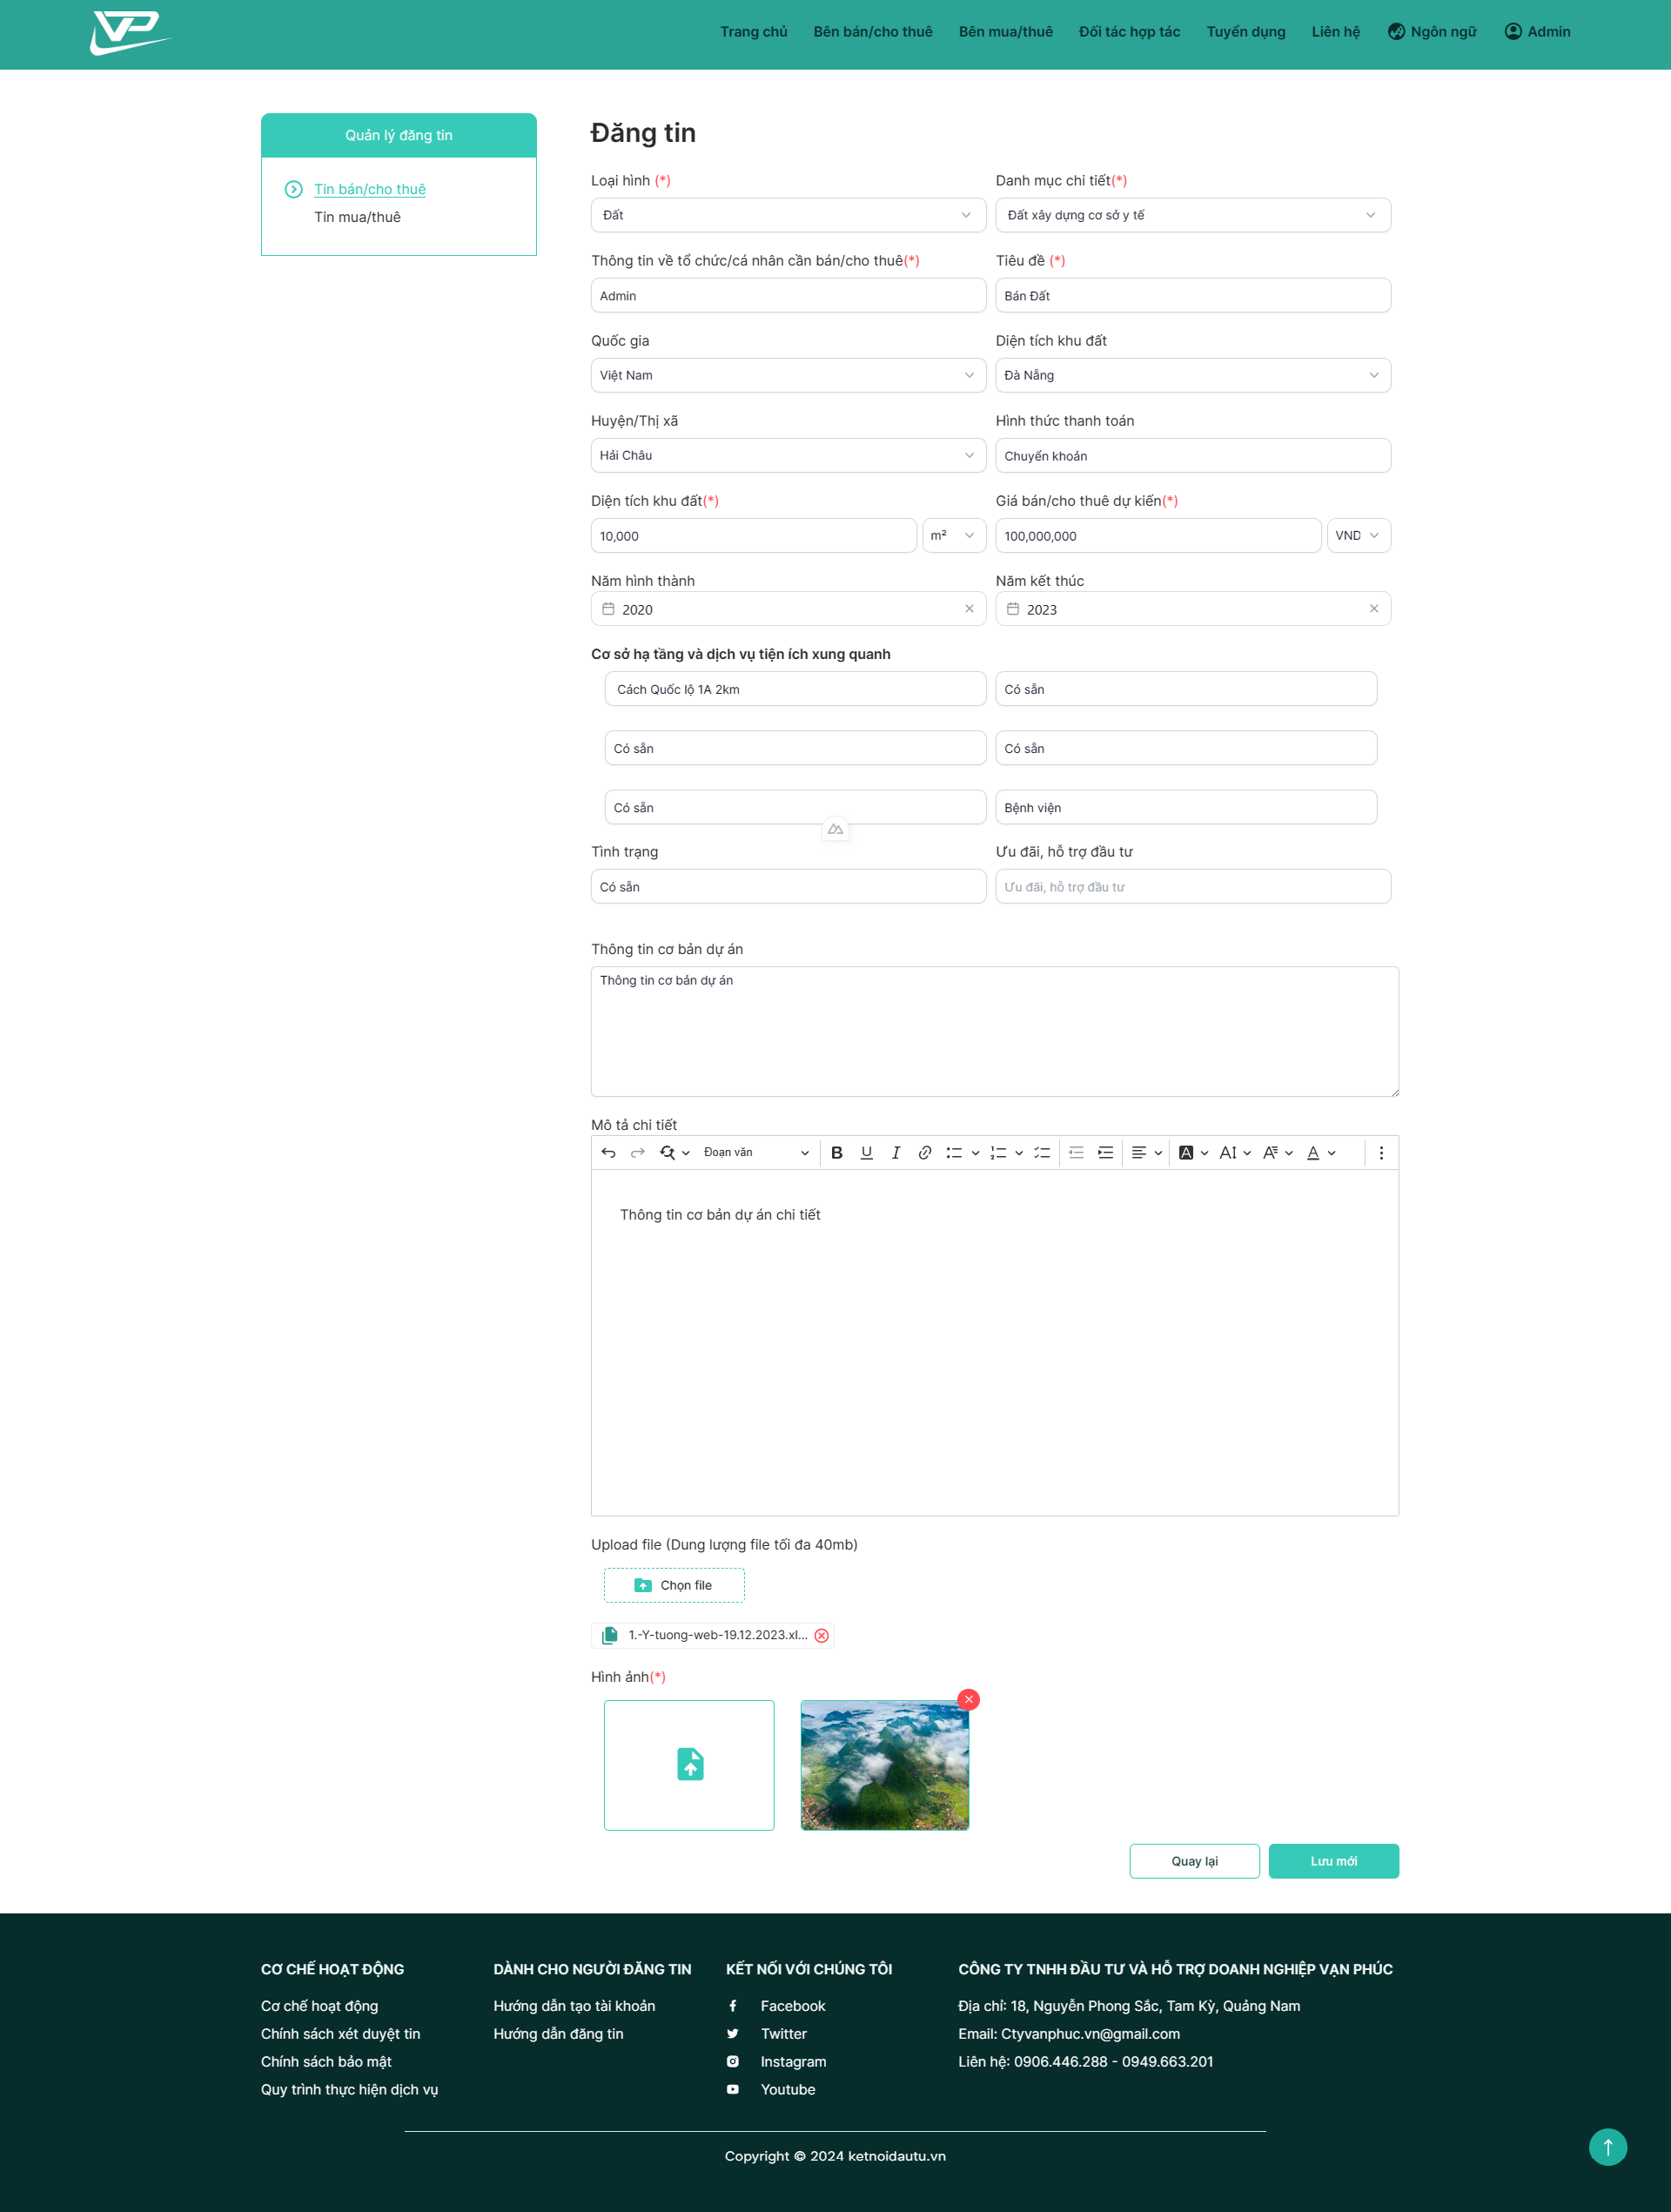 VP
Trang chủ Bên bán/cho thuê Bên mua/thuê Đối tác hợp tác Tuyển dụng Liên hệ Ngôn ngữ Admin
Quản lý đăng tin
Tin bán/cho thuê
Tin mua/thuê
Đăng tin
Loại hình (*) Danh mục chi tiết(*)
Đất Đất xây dựng cơ sở y tế
Thông tin về tổ chức/cá nhân cần bán/cho thuê(*) Tiêu đề (*)
Admin Bán Đất
Quốc gia Diện tích khu đất
Việt Nam Đà Nẵng
Huyện/Thị xã Hình thức thanh toán
Hải Châu Chuyển khoản
Diện tích khu đất(*) Giá bán/cho thuê dự kiến(*)
10,000 m² 100,000,000 VND
Năm hình thành Năm kết thúc
2020 2023
Cơ sở hạ tầng và dịch vụ tiện ích xung quanh
Cách Quốc lộ 1A 2km Có sẵn
Có sẵn Có sẵn
Có sẵn Bệnh viện
Tình trạng Ưu đãi, hỗ trợ đầu tư
Có sẵn Ưu đãi, hỗ trợ đầu tư
Thông tin cơ bản dự án
Thông tin cơ bản dự án
Mô tả chi tiết
Đoạn văn
Thông tin cơ bản dự án chi tiết
Upload file (Dung lượng file tối đa 40mb)
Chọn file
1.-Y-tuong-web-19.12.2023.xl...
Hình ảnh(*)
Quay lại Lưu mới
CƠ CHẾ HOẠT ĐỘNG DÀNH CHO NGƯỜI ĐĂNG TIN KẾT NỐI VỚI CHÚNG TÔI CÔNG TY TNHH ĐẦU TƯ VÀ HỖ TRỢ DOANH NGHIỆP VẠN PHÚC
Cơ chế hoạt động Hướng dẫn tạo tài khoản Facebook Địa chỉ: 18, Nguyễn Phong Sắc, Tam Kỳ, Quảng Nam
Chính sách xét duyệt tin Hướng dẫn đăng tin Twitter Email: Ctyvanphuc.vn@gmail.com
Chính sách bảo mật Instagram Liên hệ: 0906.446.288 - 0949.663.201
Quy trình thực hiện dịch vụ Youtube
Copyright © 2024 ketnoidautu.vn